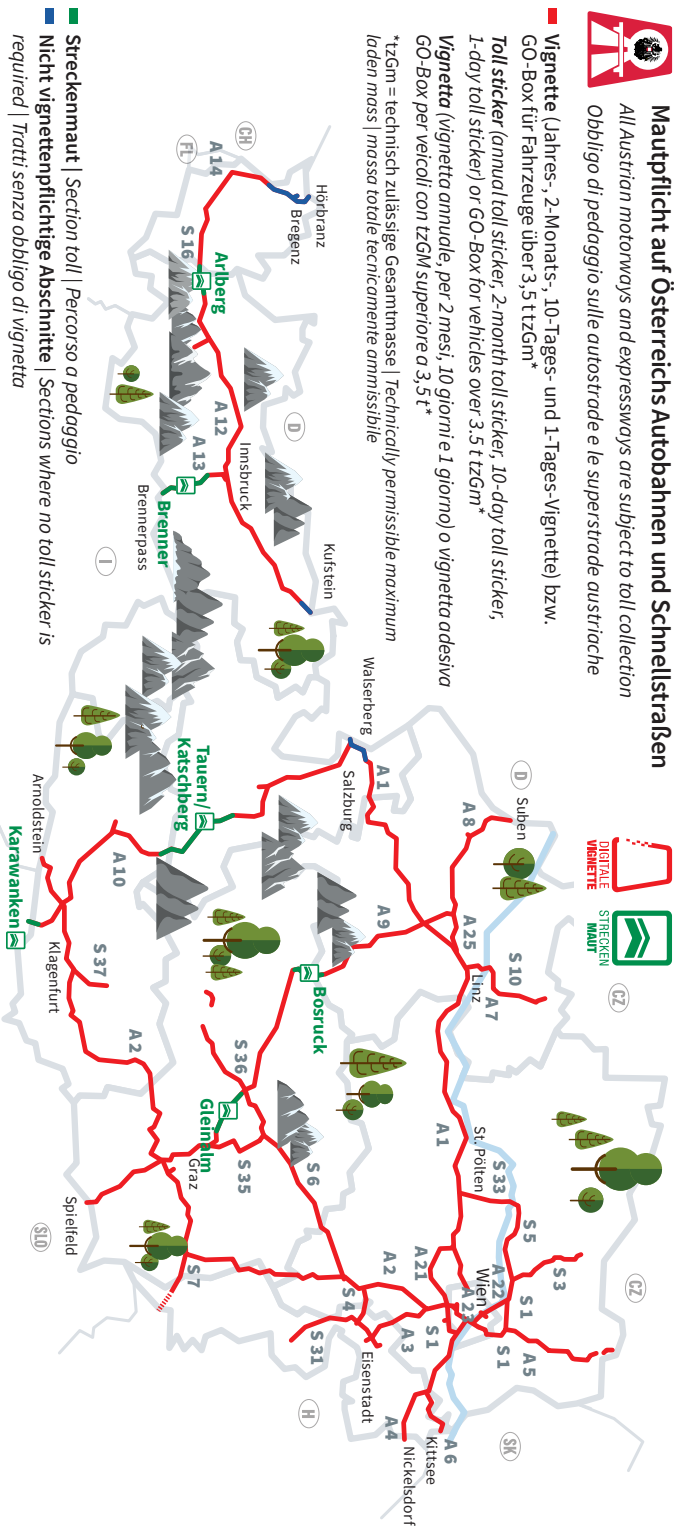 Mautpflicht auf Österreichs Autobahnen und Schnellstraßen
All Austrian motorways and expressways are subject to toll collection
Obbligo di pedaggio sulle autostrade e le superstrade austriache
DIGITALE
VIGNETTE
STRECKEN
MAUT
Vignette (Jahres-, 2-Monats-, 10-Tages- und 1-Tages-Vignette) bzw.
GO-Box für Fahrzeuge über 3,5 t tzGm*
Toll sticker (annual toll sticker, 2-month toll sticker, 10-day toll sticker,
1-day toll sticker) or GO-Box for vehicles over 3.5 t tzGm*
Vignetta (vignetta annuale, per 2 mesi, 10 giorni e 1 giorno) o vignetta adesiva
GO-Box per veicoli con tzGM superiore a 3,5 t*
*tzGm = technisch zulässige Gesamtmasse | Technically permissible maximum
laden mass | massa totale tecnicamente ammissibile
Streckenmaut | Section toll | Percorso a pedaggio
Nicht vignettenpflichtige Abschnitte | Sections where no toll sticker is
required | Tratti senza obbligo di vignetta
CH
FL
D
I
D
CZ
CZ
SK
H
SLO
Hörbranz
Bregenz
A 14
S 16
Arlberg
A 12
Innsbruck
A 13
Brenner
Brennerpass
Kufstein
Walserberg
Salzburg
A 1
Tauern/
Katschberg
A 10
Arnoldstein
Karawanken
Klagenfurt
S 37
A 2
Suben
A 8
A 25
A 9
Bosruck
Linz
A 7
S 10
S 36
Gleinalm
S 35
S 6
Graz
Spielfeld
S 7
A 1
St. Pölten
S 33
S 5
S 3
A 22
Wien
A 23
S 1
S 1
A 5
A 21
A 2
S 1
S 4
A 3
S 31
Eisenstadt
A 4
Nickelsdorf
Kittsee
A 6